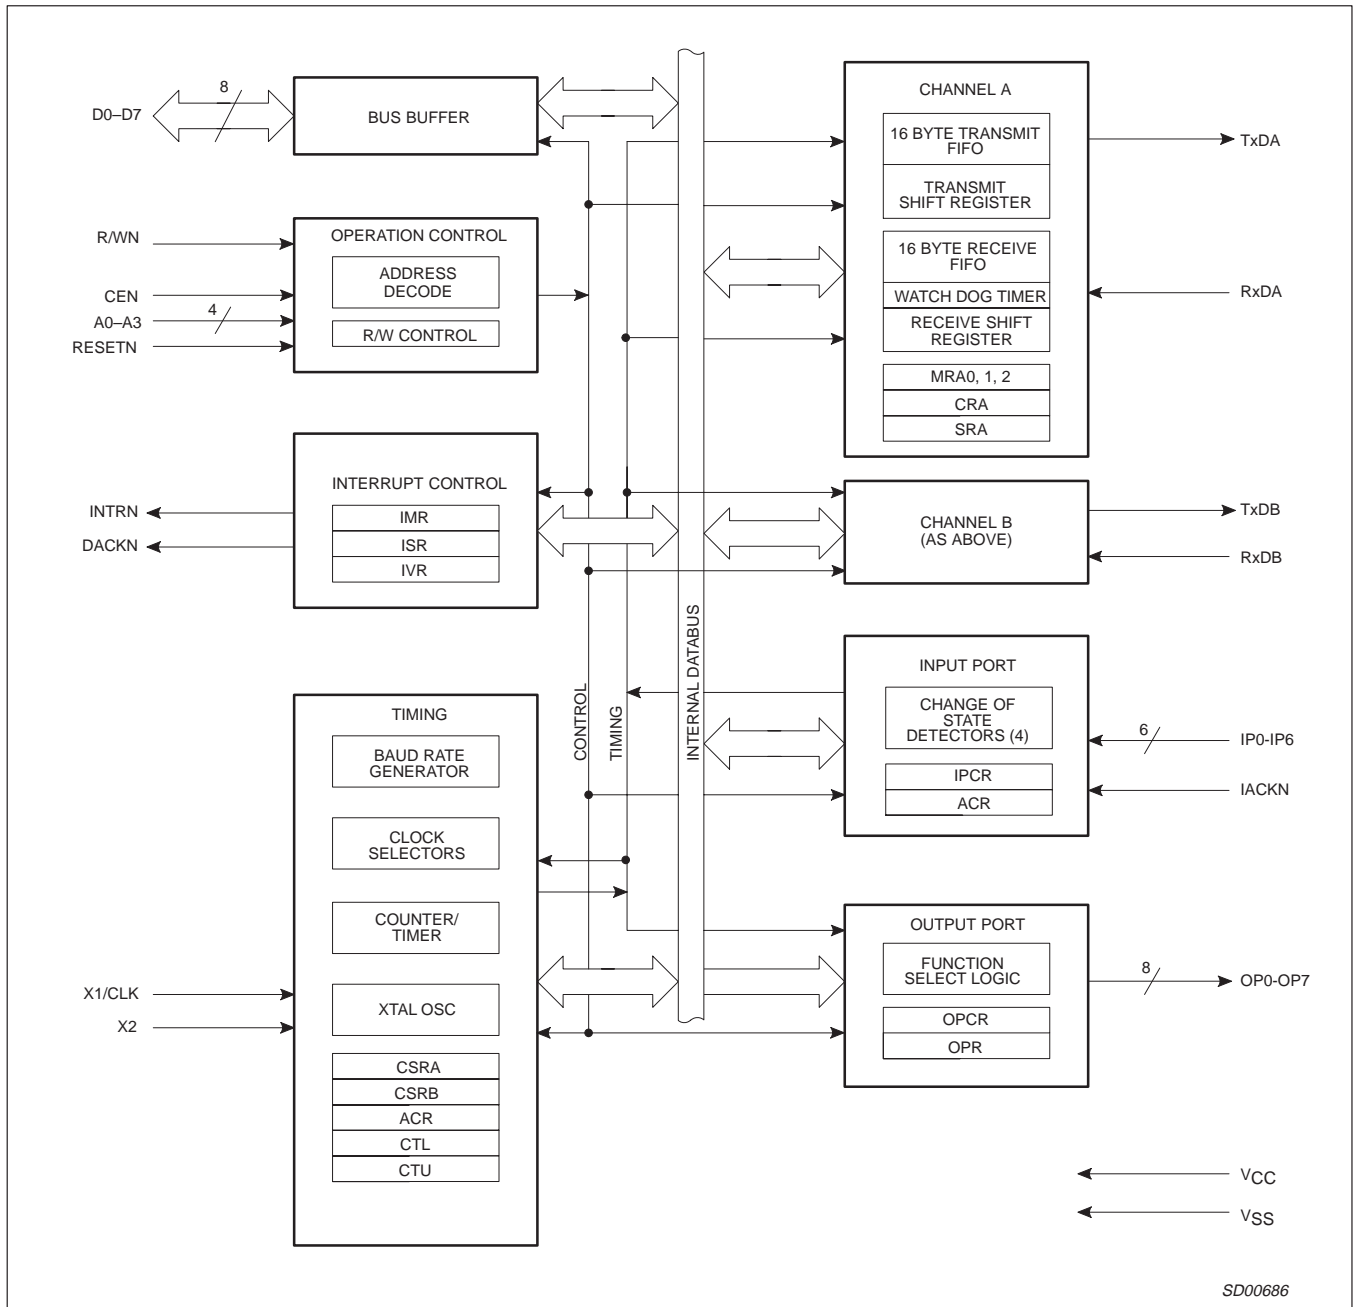 D0–D7
8
BUS BUFFER
R/WN
CEN
A0–A3
4
RESETN
OPERATION CONTROL
ADDRESS
DECODE
R/W CONTROL
INTRN
DACKN
INTERRUPT CONTROL
IMR
ISR
IVR
TIMING
BAUD RATE
GENERATOR
CLOCK
SELECTORS
COUNTER/
TIMER
X1/CLK
X2
XTAL OSC
CSRA
CSRB
ACR
CTL
CTU
CONTROL
TIMING
INTERNAL DATABUS
CHANNEL A
16 BYTE TRANSMIT
FIFO
TRANSMIT
SHIFT REGISTER
16 BYTE RECEIVE
FIFO
WATCH DOG TIMER
RECEIVE SHIFT
REGISTER
MRA0, 1, 2
CRA
SRA
TxDA
RxDA
CHANNEL B
(AS ABOVE)
TxDB
RxDB
INPUT PORT
CHANGE OF
STATE
DETECTORS (4)
IPCR
ACR
6
IP0-IP6
IACKN
OUTPUT PORT
FUNCTION
SELECT LOGIC
OPCR
OPR
8
OP0-OP7
VCC
VSS
SD00686